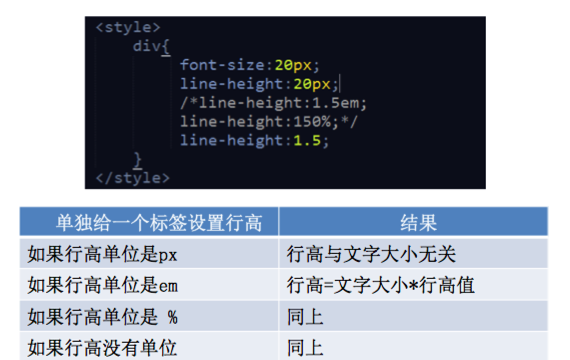 <style>
div{
font-size:20px;
line-height:20px;
/*line-height:1.5em;
line-height:150%;*/
line-height:1.5;
}
</style>
单独给一个标签设置行高 结果
如果行高单位是px 行高与文字大小无关
如果行高单位是em 行高=文字大小*行高值
如果行高单位是 % 同上
如果行高没有单位 同上